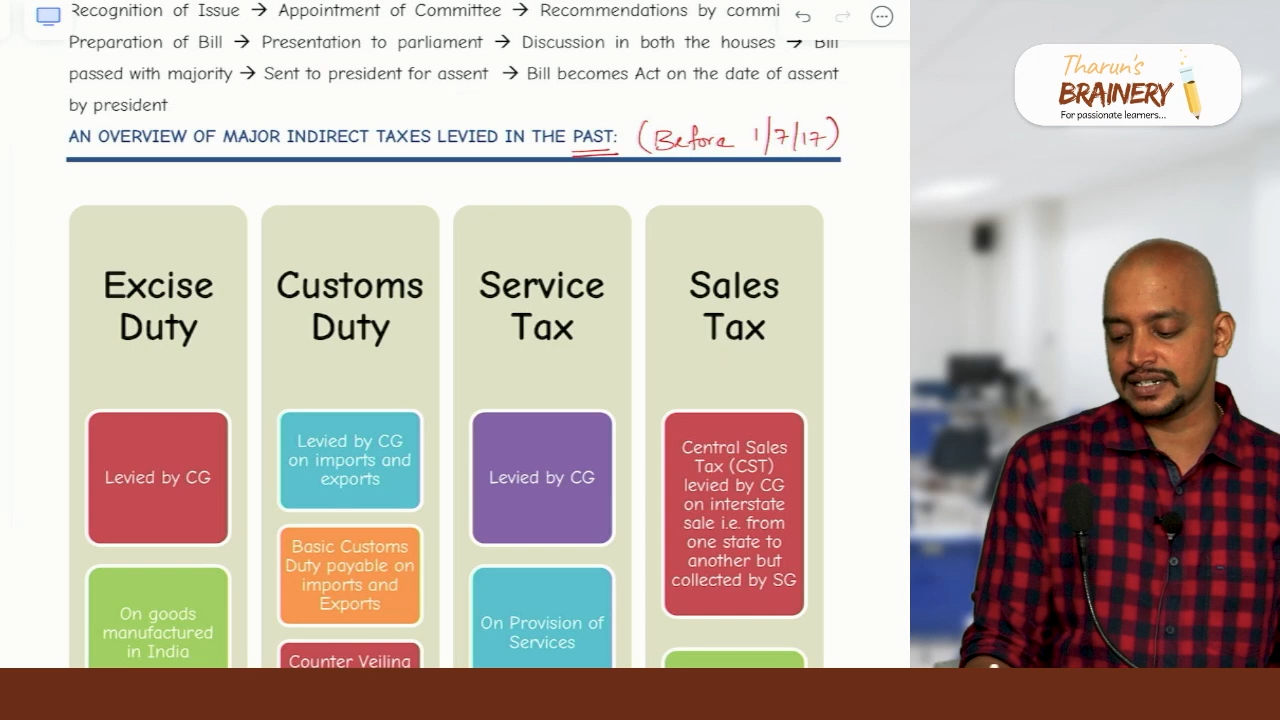 Recognition of Issue → Appointment of Committee → Recommendations by commi
Preparation of Bill → Presentation to parliament → Discussion in both the houses → Bill
passed with majority → Sent to president for assent → Bill becomes Act on the date of assent
by president
AN OVERVIEW OF MAJOR INDIRECT TAXES LEVIED IN THE PAST: (Before 1/7/17)
Excise
Duty
Levied by CG
On goods
manufactured
in India
Customs
Duty
Levied by CG
on imports and
exports
Basic Customs
Duty payable on
imports and
Exports
Counter Veiling
Service
Tax
Levied by CG
On Provision of
Services
Sales
Tax
Central Sales
Tax (CST)
levied by CG
on interstate
sale i.e. from
one state to
another but
collected by SG
Tharun's
BRAINERY
For passionate learners...